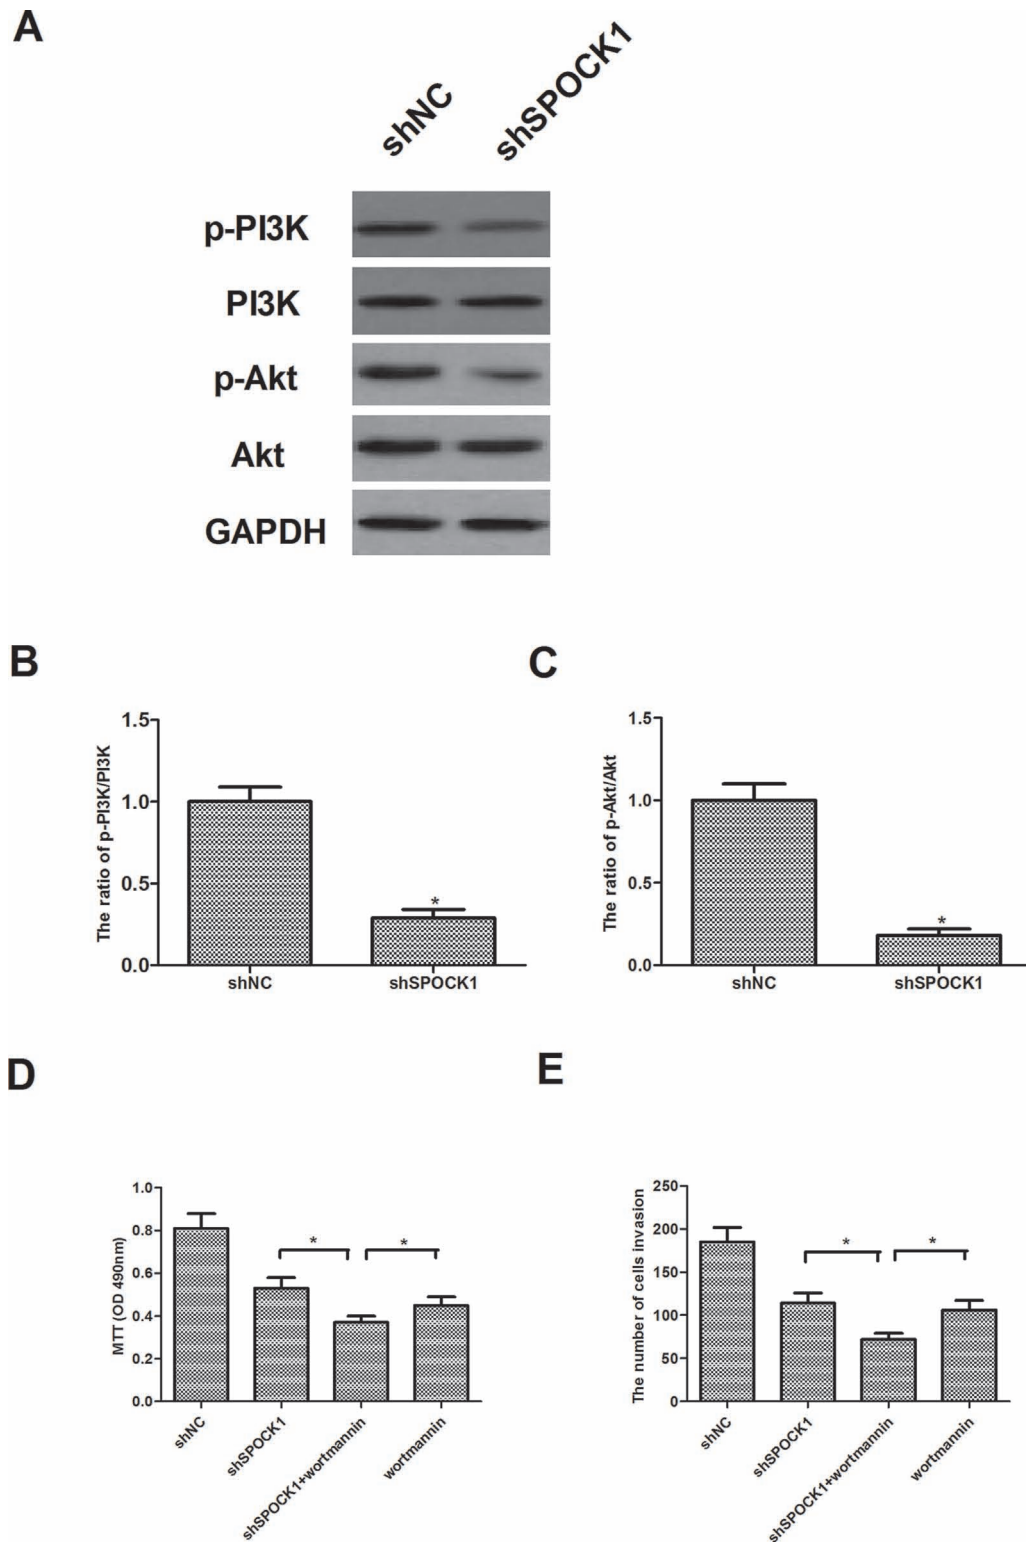 A
shNC
shSPOCK1
p-PI3K
PI3K
p-Akt
Akt
GAPDH
B
The ratio of p-PI3K/PI3K
1.5
1.0
0.5
0.0
*
shNC
shSPOCK1
C
The ratio of p-Akt/Akt
1.5
1.0
0.5
0.0
*
shNC
shSPOCK1
D
MTT (OD 490nm)
1.0
0.8
0.6
0.4
0.2
0.0
*
*
shNC
shSPOCK1
shSPOCK1+wortmannin
wortmannin
E
The number of cells invasion
250
200
150
100
50
0
*
*
shNC
shSPOCK1
shSPOCK1+wortmannin
wortmannin